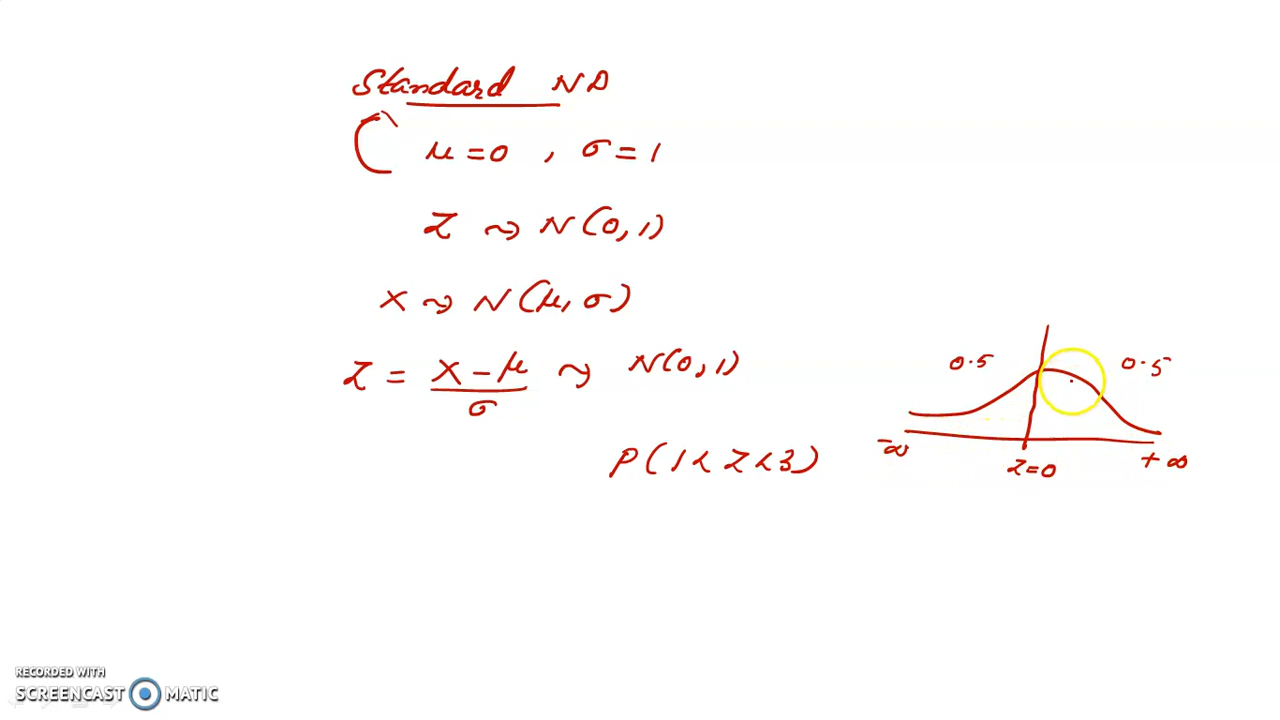 Standard ND
μ = 0 , σ = 1
Z ~> N(0, 1)
X ~> N(μ, σ)
Z = X - μ / σ ~> N(0, 1)
0.5 0.5
-∞ Z=0 +∞
P(1 < Z < 3)
RECORDED WITH
SCREENCAST MATIC